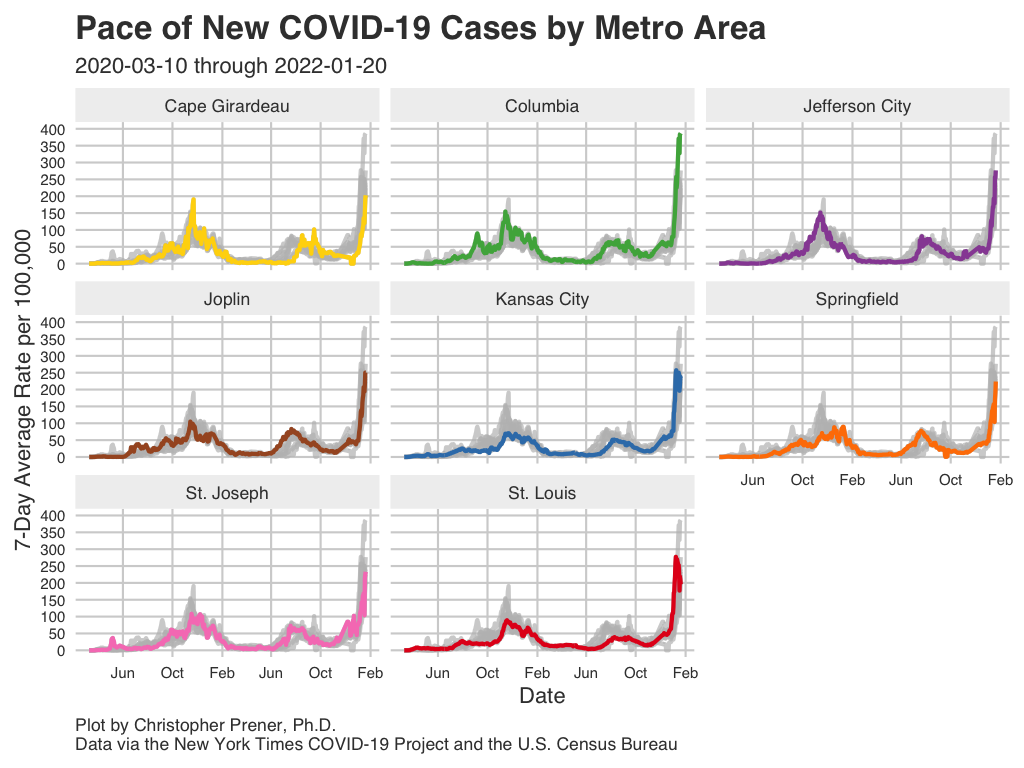 Pace of New COVID-19 Cases by Metro Area
2020-03-10 through 2022-01-20
Cape Girardeau
Columbia
Jefferson City
400
350
300
250
200
150
100
50
0
Joplin
Kansas City
Springfield
400
350
300
250
200
150
100
50
0
Jun Oct Feb Jun Oct Feb
St. Joseph
St. Louis
400
350
300
250
200
150
100
50
0
Jun Oct Feb Jun Oct Feb
Jun Oct Feb Jun Oct Feb
7-Day Average Rate per 100,000
Date
Plot by Christopher Prener, Ph.D.
Data via the New York Times COVID-19 Project and the U.S. Census Bureau